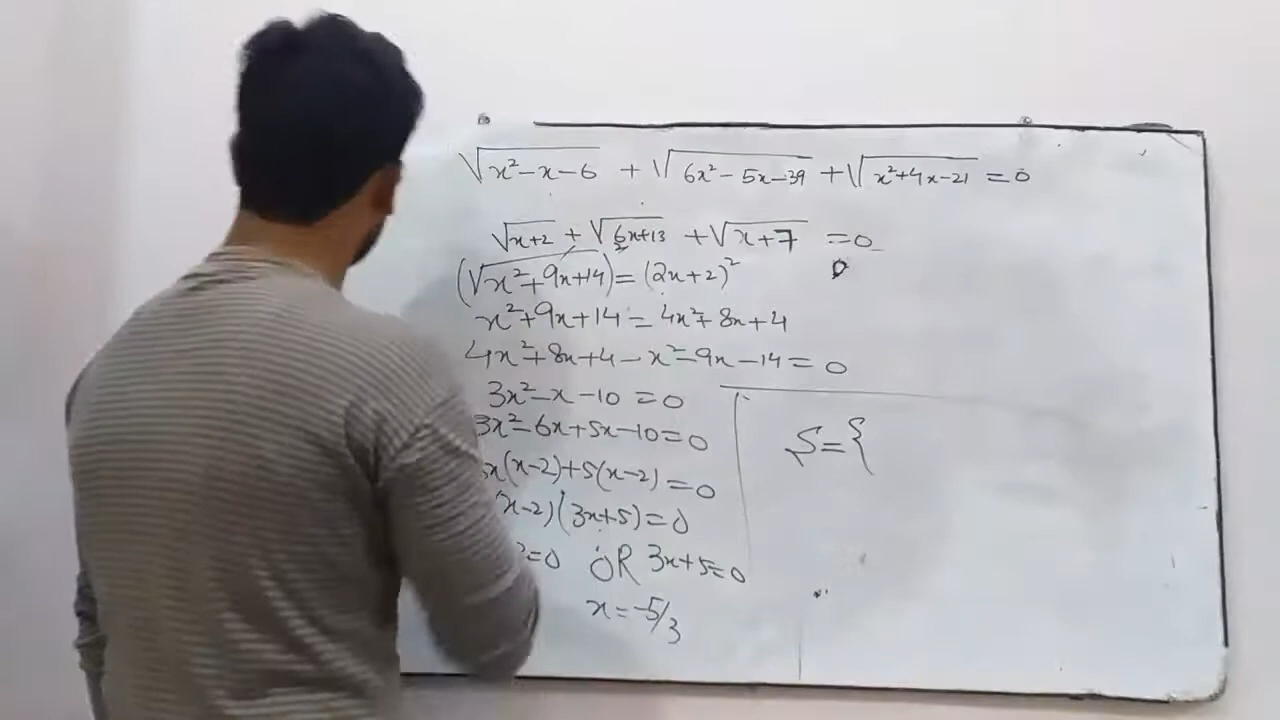 √(x²-x-6) + √(6x²-5x-39) + √(x²+4x-21) = 0
√(x+2) + √(6x+13) + √(x+7) = 0
(√(x²+9x+14)) = (2x+2)²
x²+9x+14 = 4x²+8x+4
4x²+8x+4-x²-9x-14 = 0
3x²-x-10 = 0
3x²-6x+5x-10=0
x(x-2)+5(x-2) = 0
x-2)(3x+5)=0
=0 OR 3x+5=0
x = -5/3
S={